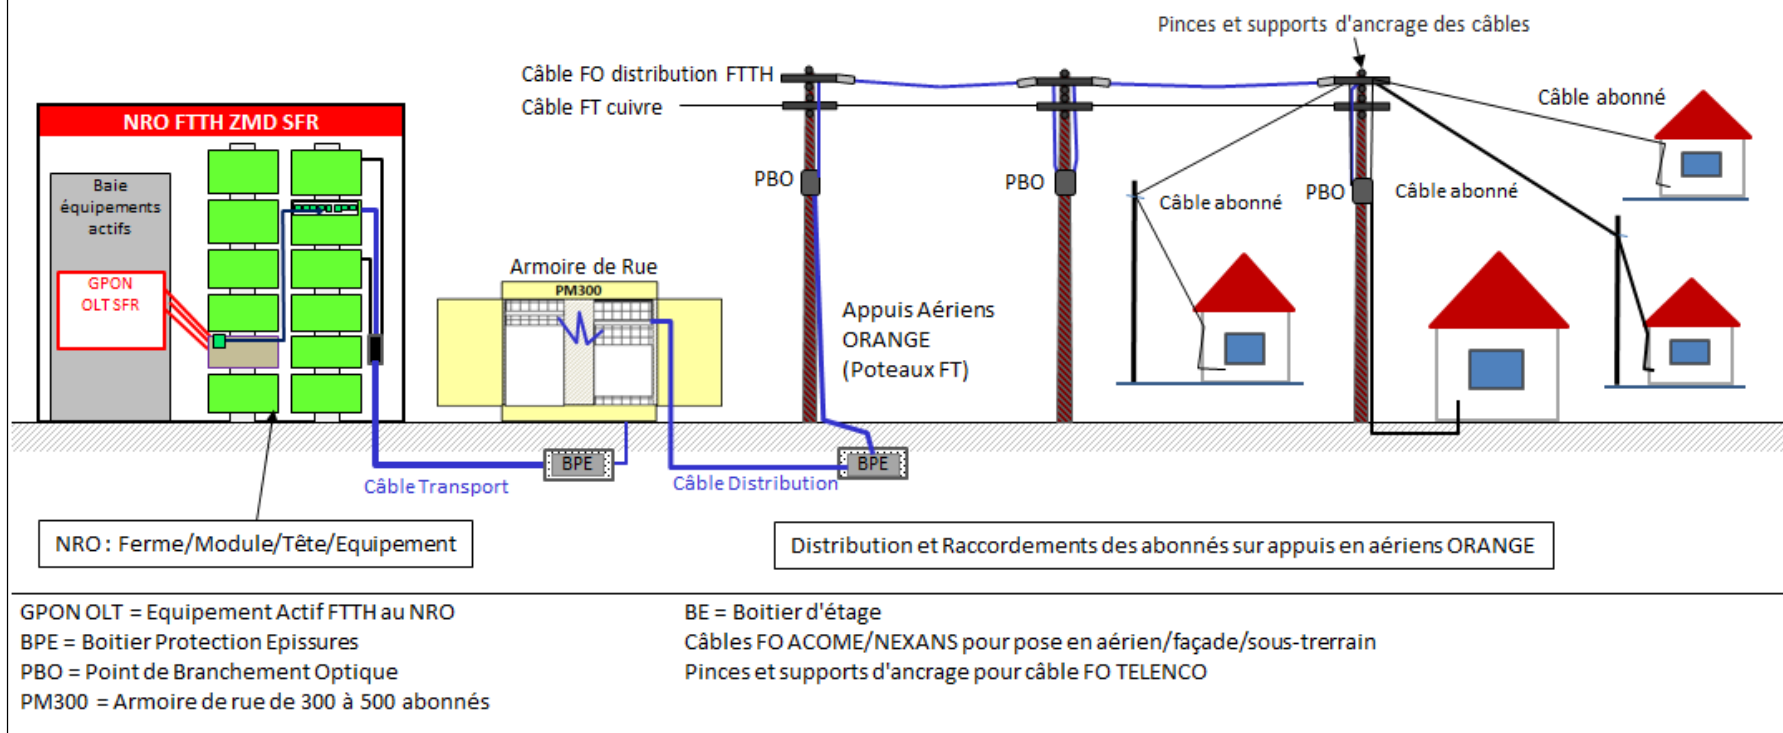 Pinces et supports d'ancrage des câbles
Câble FO distribution FTTH
Câble FT cuivre
Câble abonné
NRO FTTH ZMD SFR
Baie
équipements
actifs
PBO
PBO
PBO
Câble abonné
Câble abonné
GPON
OLT SFR
Armoire de Rue
PM300
Appuis Aériens
ORANGE
(Poteaux FT)
BPE
BPE
Câble Transport
Câble Distribution
NRO : Ferme/Module/Tête/Equipement
Distribution et Raccordements des abonnés sur appuis en aériens ORANGE
GPON OLT = Equipement Actif FTTH au NRO
BPE = Boitier Protection Epissures
PBO = Point de Branchement Optique
PM300 = Armoire de rue de 300 à 500 abonnés
BE = Boitier d'étage
Câbles FO ACOME/NEXANS pour pose en aérien/façade/sous-trerrain
Pinces et supports d'ancrage pour câble FO TELENCO